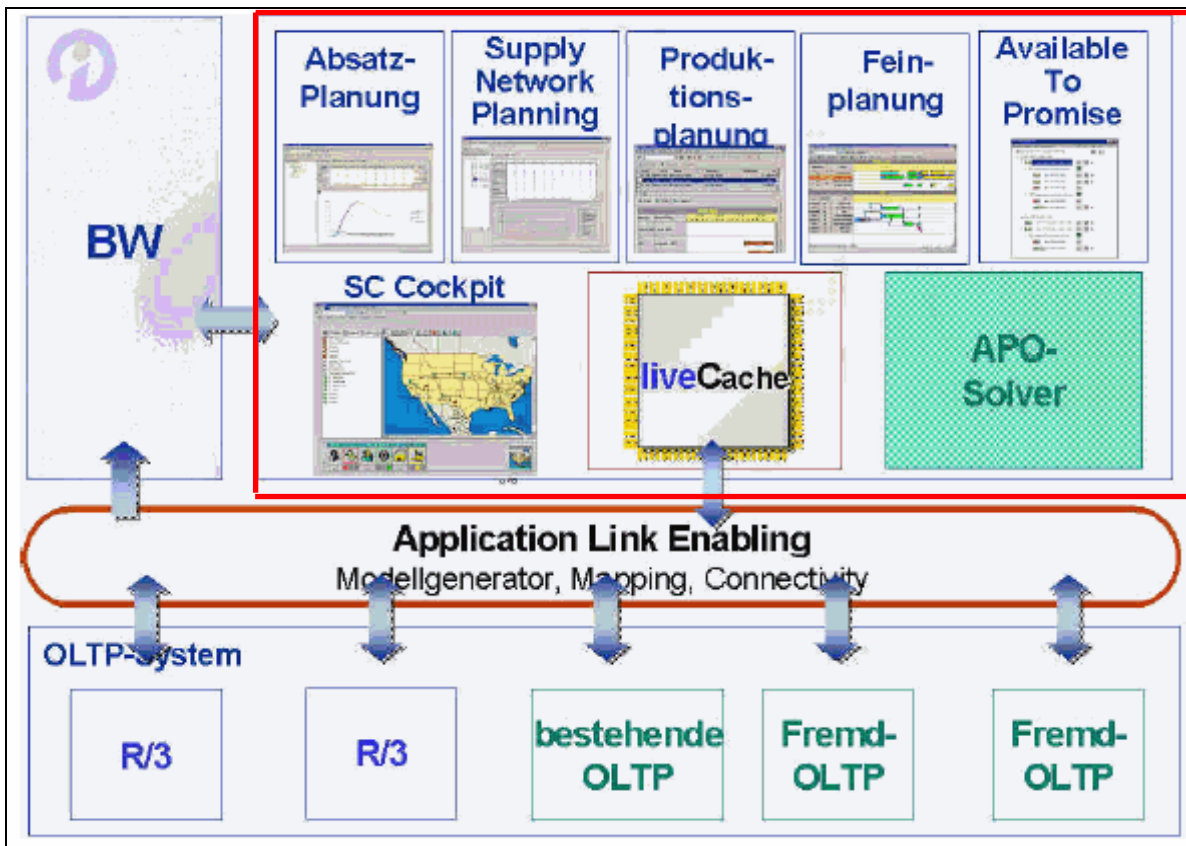 Absatz-
Planung
Supply
Network
Planning
Produk-
tions-
planung
Fein-
planung
Available
To
Promise
BW
SC Cockpit
liveCache
APO-
Solver
Application Link Enabling
Modellgenerator, Mapping, Connectivity
OLTP-System
R/3
R/3
bestehende
OLTP
Fremd-
OLTP
Fremd-
OLTP